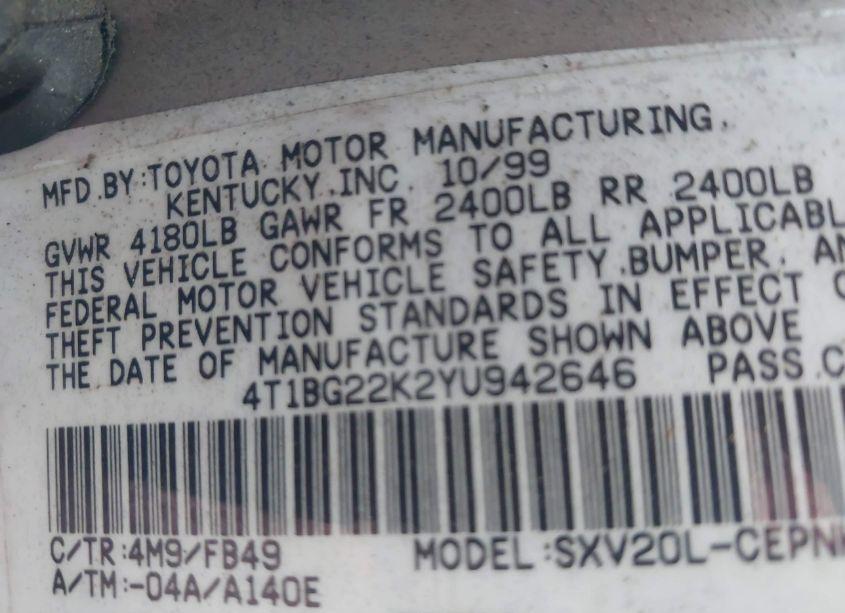 MFD.BY:TOYOTA MOTOR MANUFACTURING.
KENTUCKY.INC. 10/99
GVWR 4180LB GAWR FR 2400LB RR 2400LB
THIS VEHICLE CONFORMS TO ALL APPLICABL
FEDERAL MOTOR VEHICLE SAFETY.BUMPER. AN
THEFT PREVENTION STANDARDS IN EFFECT O
THE DATE OF MANUFACTURE SHOWN ABOVE
4T1BG22K2YU942646 PASS.C
C/TR:4M9/FB49 MODEL:SXV20L-CEPN
A/TM:-04A/A140E